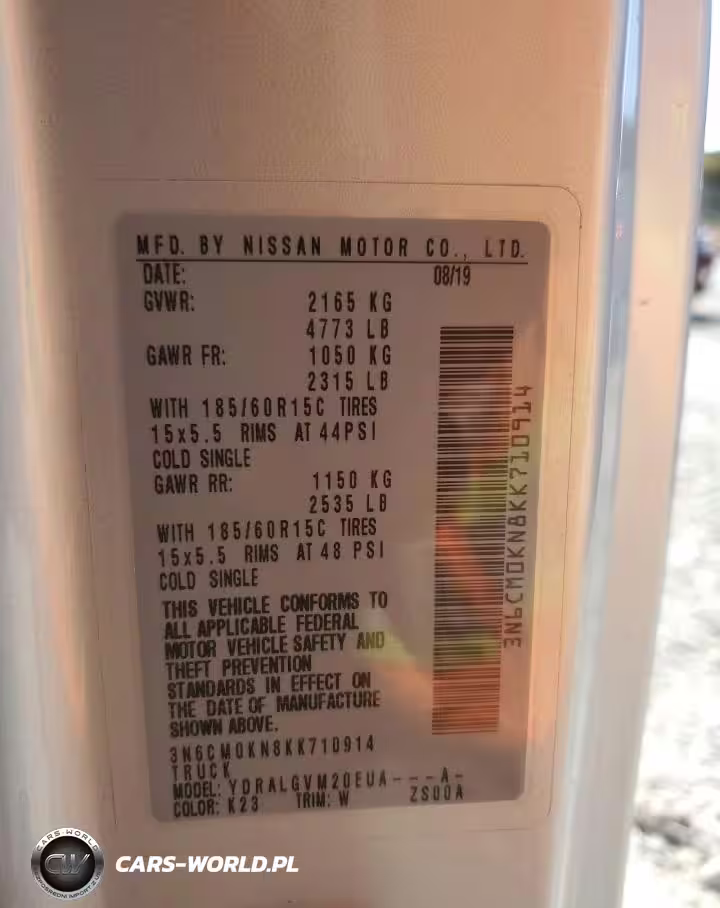 MFD. BY NISSAN MOTOR CO., LTD.
DATE: 08/19
GVWR: 2165 KG
4773 LB
GAWR FR: 1050 KG
2315 LB
WITH 185/60R15C TIRES
15x5.5 RIMS AT 44PSI
COLD SINGLE
GAWR RR: 1150 KG
2535 LB
WITH 185/60R15C TIRES
15x5.5 RIMS AT 48 PSI
COLD SINGLE
THIS VEHICLE CONFORMS TO
ALL APPLICABLE FEDERAL
MOTOR VEHICLE SAFETY AND
THEFT PREVENTION
STANDARDS IN EFFECT ON
THE DATE OF MANUFACTURE
SHOWN ABOVE.
3N6CM0KN8KK710914
TRUCK
MODEL: YDRALGVM20EUA---A-
COLOR: K23 TRIM: W ZS00A
3N6CM0KN8KK710914
CARS-WORLD
CW
CARS-WORLD.PL